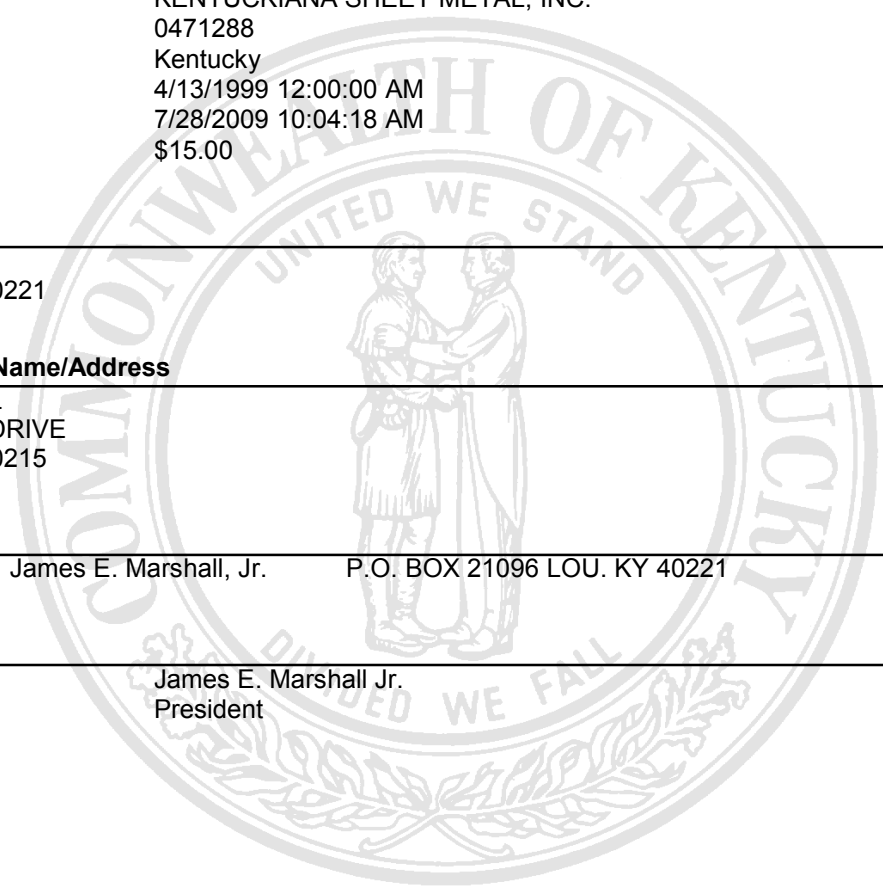 KENTUCKIANA SHEET METAL, INC.
0471288
Kentucky
4/13/1999 12:00:00 AM
7/28/2009 10:04:18 AM
$15.00
0221
Name/Address
DRIVE
0215
James E. Marshall, Jr. P.O. BOX 21096 LOU. KY 40221
James E. Marshall Jr.
President
COMMONWEALTH OF KENTUCKY
UNITED WE STAND
DIVIDED WE FALL